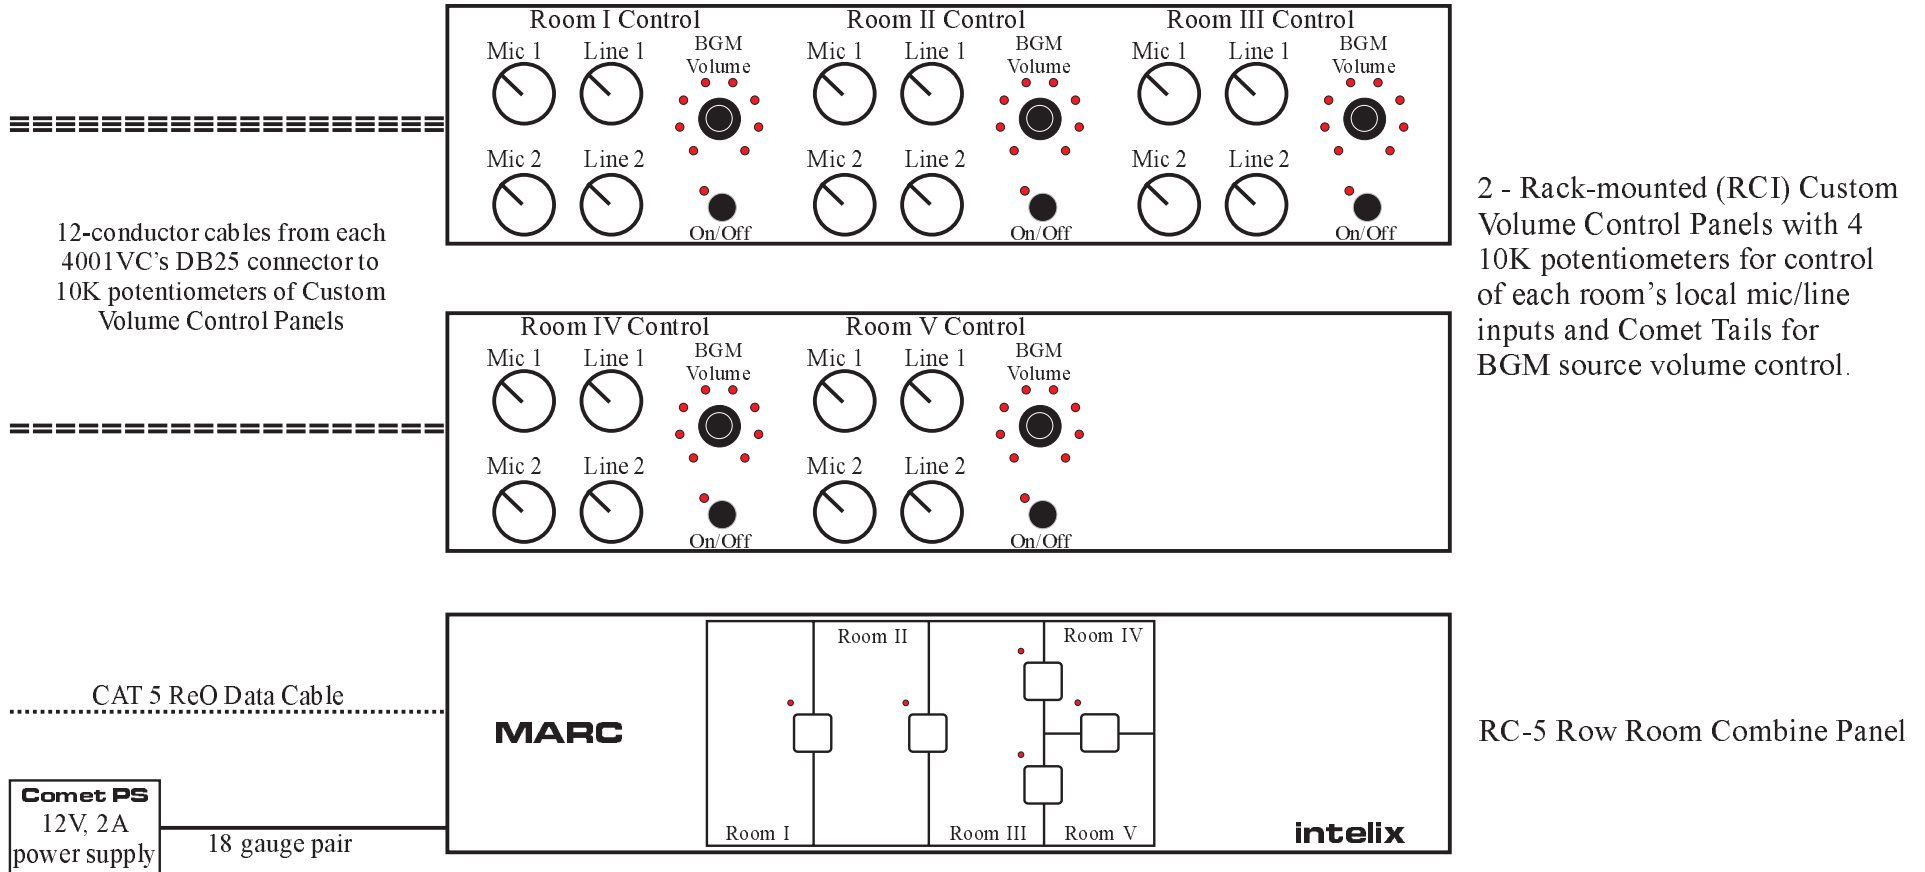 Room I Control
Room II Control
Room III Control
Mic 1
Line 1
BGM
Volume
Mic 1
Line 1
BGM
Volume
Mic 1
Line 1
BGM
Volume
Mic 2
Line 2
Mic 2
Line 2
Mic 2
Line 2
On/Off
On/Off
On/Off
12-conductor cables from each
4001VC’s DB25 connector to
10K potentiometers of Custom
Volume Control Panels
2 - Rack-mounted (RCI) Custom
Volume Control Panels with 4
10K potentiometers for control
of each room’s local mic/line
inputs and Comet Tails for
BGM source volume control.
Room IV Control
Room V Control
Mic 1
Line 1
BGM
Volume
Mic 1
Line 1
BGM
Volume
Mic 2
Line 2
Mic 2
Line 2
On/Off
On/Off
CAT 5 ReO Data Cable
MARC
Room II
Room IV
Room I
Room III
Room V
intelix
RC-5 Row Room Combine Panel
Comet PS
12V, 2A
power supply
18 gauge pair